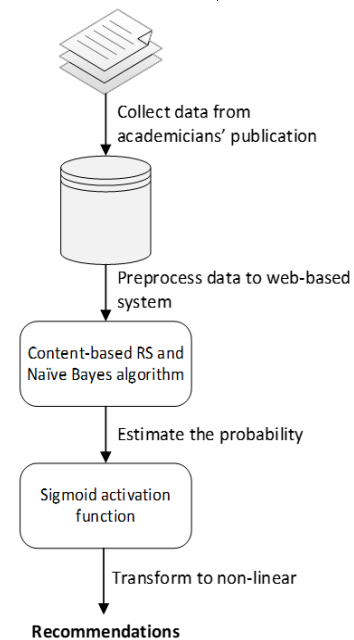 Collect data from
academicians' publication
Preprocess data to web-based
system
Content-based RS and
Naïve Bayes algorithm
Estimate the probability
Sigmoid activation
function
Transform to non-linear
Recommendations